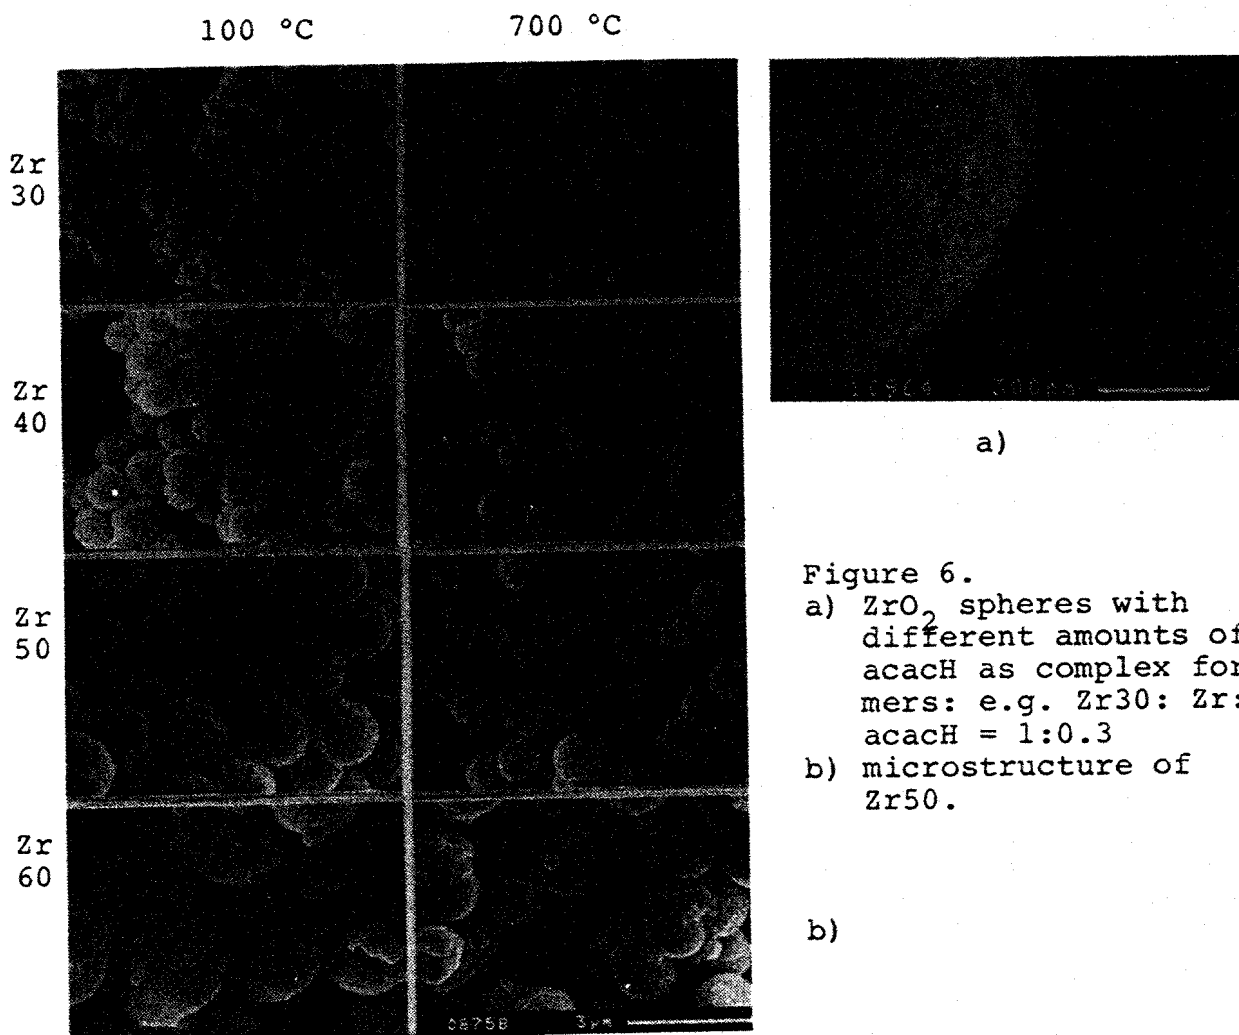 100 °C 700 °C
Zr
30
Zr
40
Zr
50
Zr
60
3μm
a)
Figure 6.
a) ZrO2 spheres with
different amounts of
acacH as complex for
mers: e.g. Zr30: Zr:
acacH = 1:0.3
b) microstructure of
Zr50.
b)